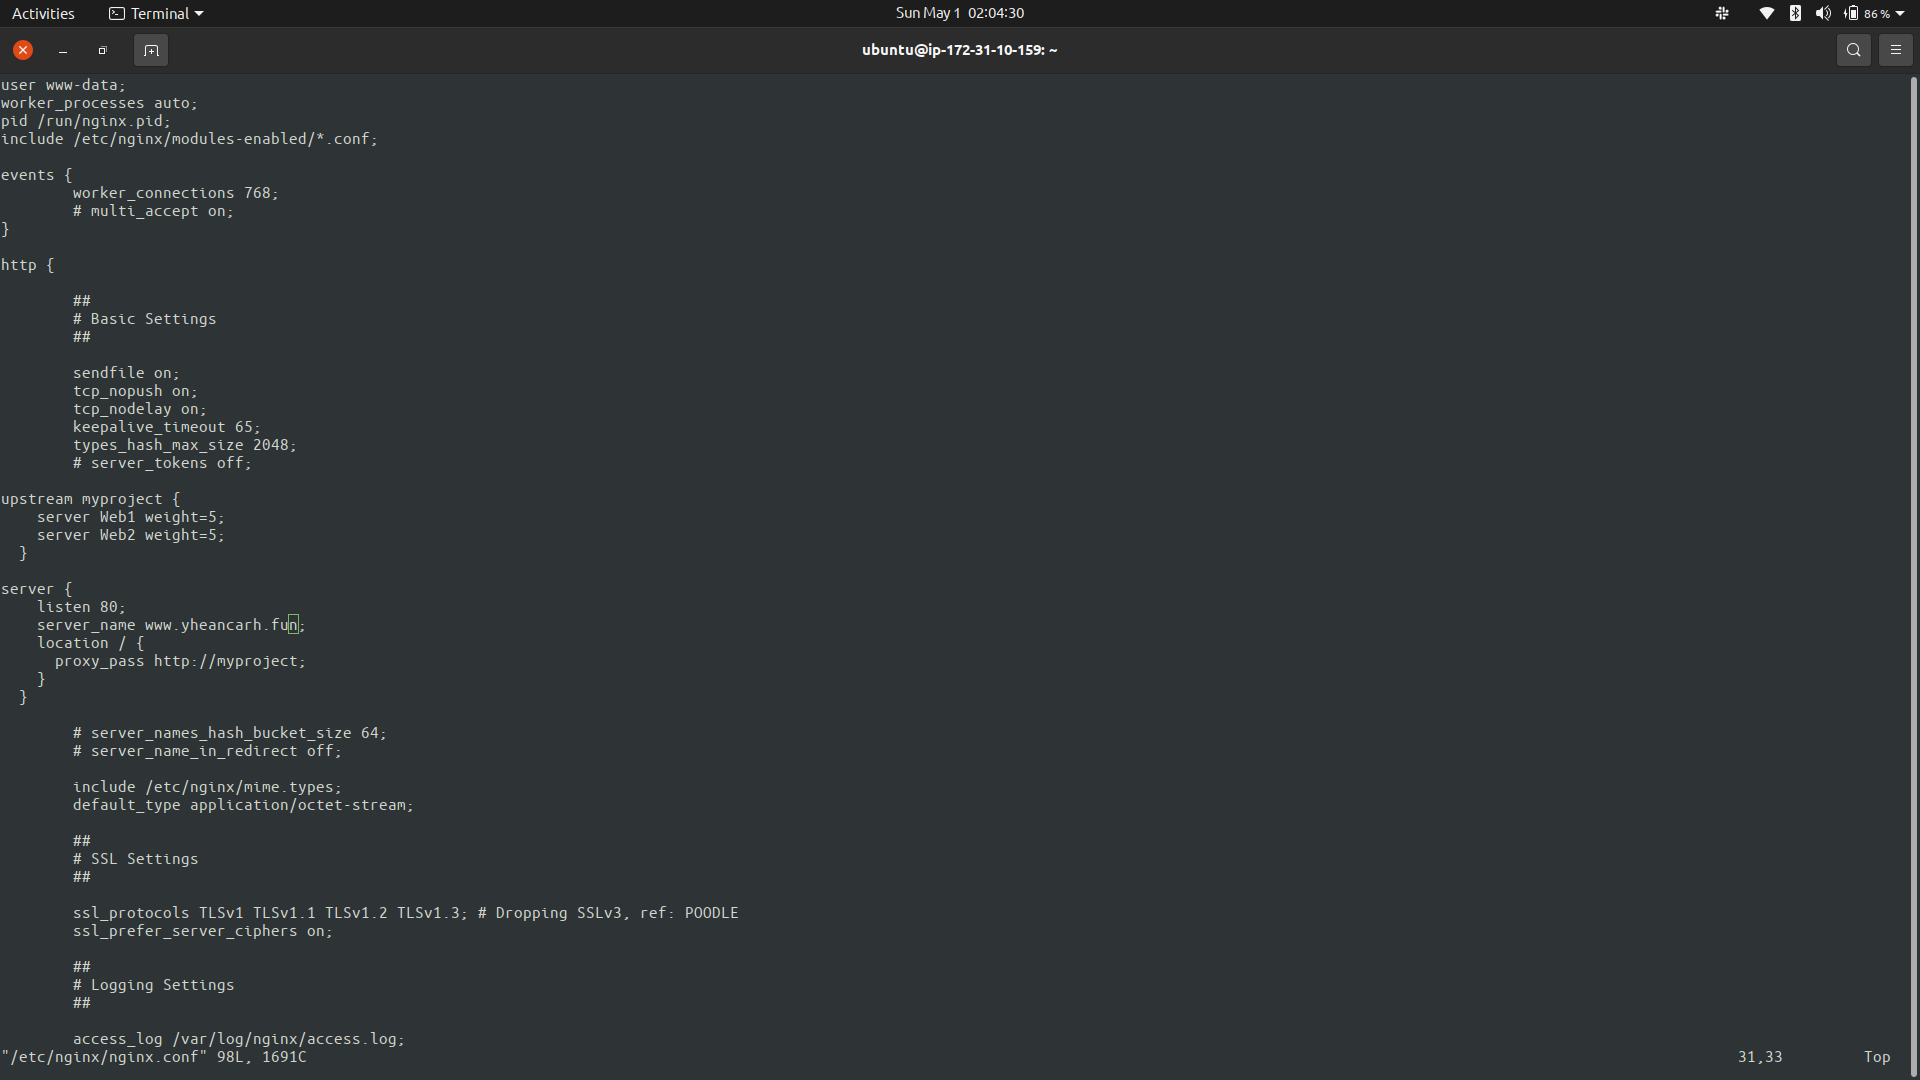 Activities
Terminal
Sun May 1 02:04:30
86 %
ubuntu@ip-172-31-10-159: ~
user www-data;
worker_processes auto;
pid /run/nginx.pid;
include /etc/nginx/modules-enabled/*.conf;
events {
worker_connections 768;
# multi_accept on;
}
http {
##
# Basic Settings
##
sendfile on;
tcp_nopush on;
tcp_nodelay on;
keepalive_timeout 65;
types_hash_max_size 2048;
# server_tokens off;
upstream myproject {
server Web1 weight=5;
server Web2 weight=5;
}
server {
listen 80;
server_name www.yheancarh.fun;
location / {
proxy_pass http://myproject;
}
}
# server_names_hash_bucket_size 64;
# server_name_in_redirect off;
include /etc/nginx/mime.types;
default_type application/octet-stream;
##
# SSL Settings
##
ssl_protocols TLSv1 TLSv1.1 TLSv1.2 TLSv1.3; # Dropping SSLv3, ref: POODLE
ssl_prefer_server_ciphers on;
##
# Logging Settings
##
access_log /var/log/nginx/access.log;
"/etc/nginx/nginx.conf" 98L, 1691C
31,33
Top